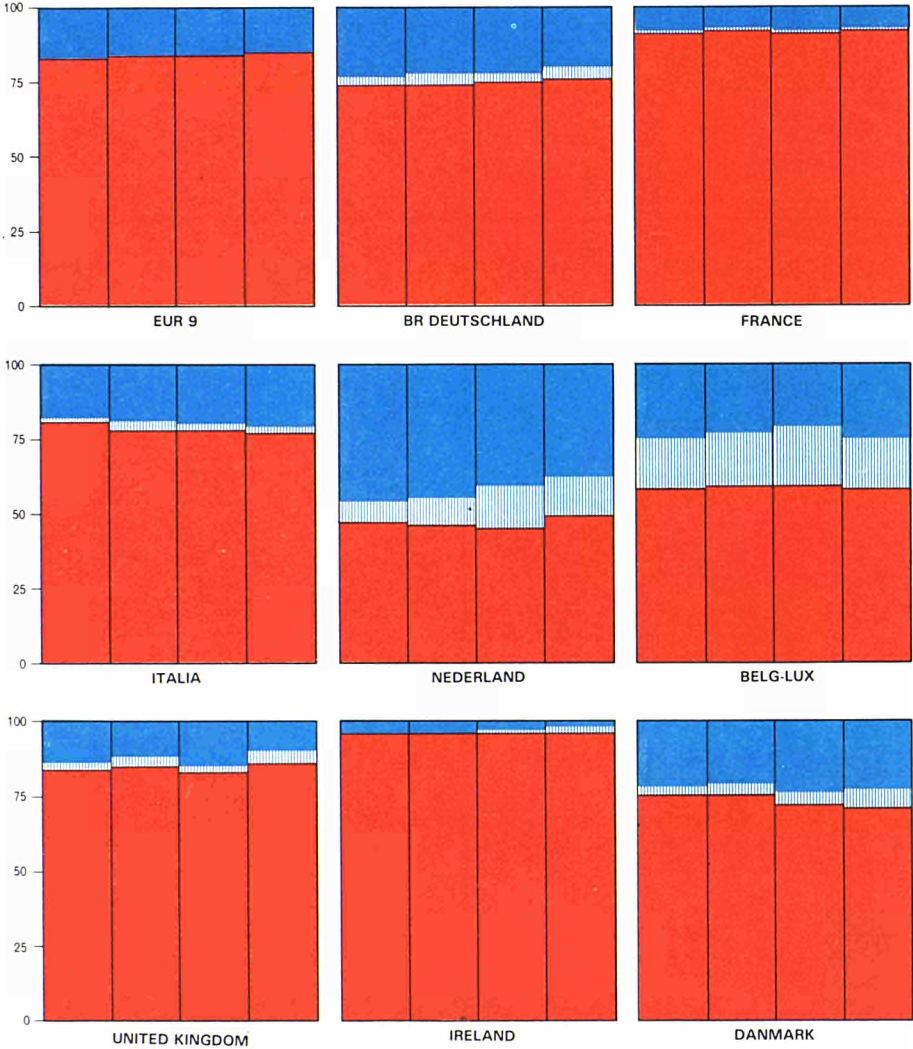 100
75
50
25
0
EUR 9
BR DEUTSCHLAND
FRANCE
100
75
50
25
0
ITALIA
NEDERLAND
BELG-LUX
100
75
50
25
0
UNITED KINGDOM
IRELAND
DANMARK